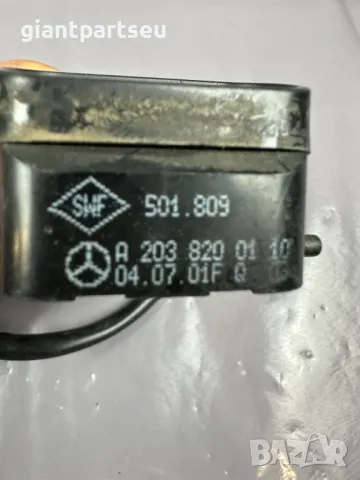 giantpartseu
SWF 501.809
A 203 820 01 10
04.07.01F Q
BAZAR